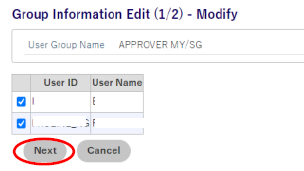 Group Information Edit (1/2) - Modify
User Group Name APPROVER MY/SG
User ID User Name
Next Cancel